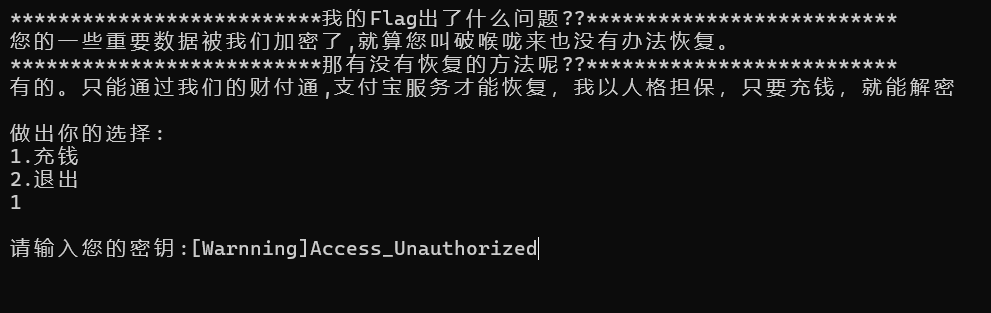 **************************我的Flag出了什么问题??**************************
您的一些重要数据被我们加密了,就算您叫破喉咙来也没有办法恢复。
**************************那有没有恢复的方法呢??**************************
有的。只能通过我们的财付通,支付宝服务才能恢复, 我以人格担保, 只要充钱, 就能解密
做出你的选择:
1.充钱
2.退出
1
请输入您的密钥:[Warnning]Access_Unauthorized